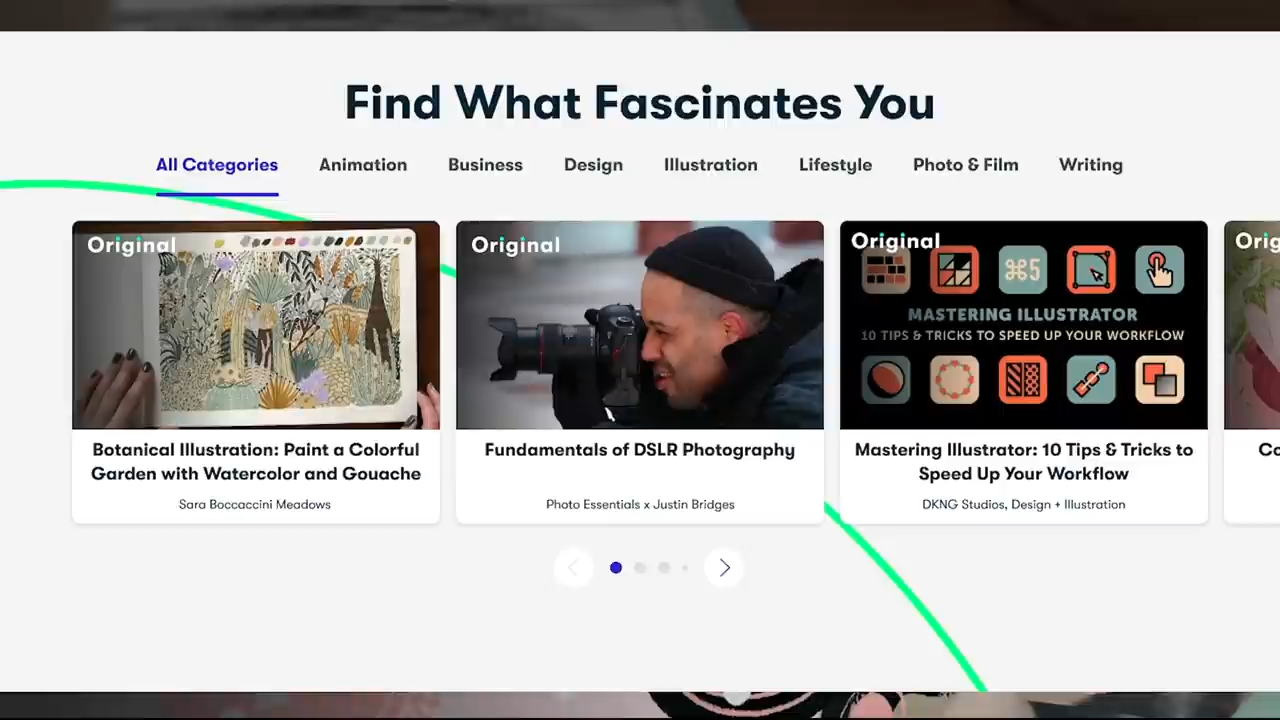 Find What Fascinates You
All Categories Animation Business Design Illustration Lifestyle Photo & Film Writing
Original
Original
Original
⌘5
MASTERING ILLUSTRATOR
10 TIPS & TRICKS TO SPEED UP YOUR WORKFLOW
Botanical Illustration: Paint a Colorful
Garden with Watercolor and Gouache
Sara Boccaccini Meadows
Fundamentals of DSLR Photography
Photo Essentials x Justin Bridges
Mastering Illustrator: 10 Tips & Tricks to
Speed Up Your Workflow
DKNG Studios, Design + Illustration